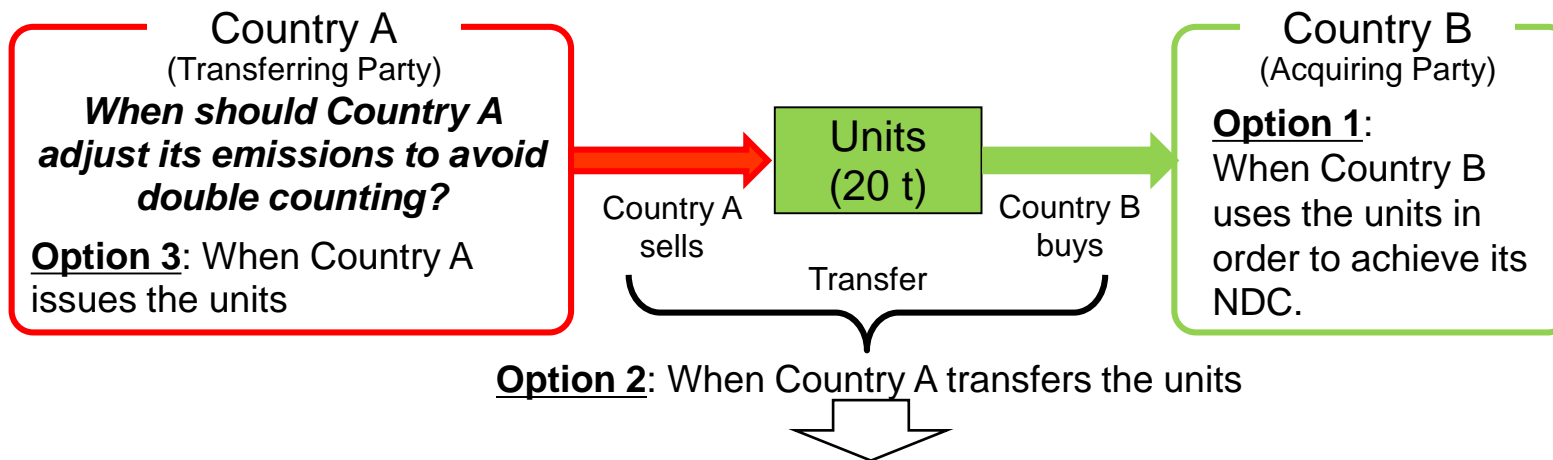 Country A
(Transferring Party)
When should Country A
adjust its emissions to avoid
double counting?
Option 3: When Country A
issues the units
Country A
sells
Units
(20 t)
Country B
buys
Transfer
Country B
(Acquiring Party)
Option 1:
When Country B
uses the units in
order to achieve its
NDC.
Option 2: When Country A transfers the units